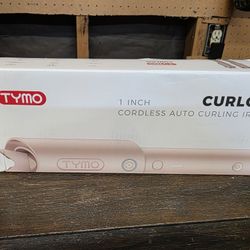 TYMO
1 INCH
CURLO
CORDLESS AUTO CURLING IR
TYMO